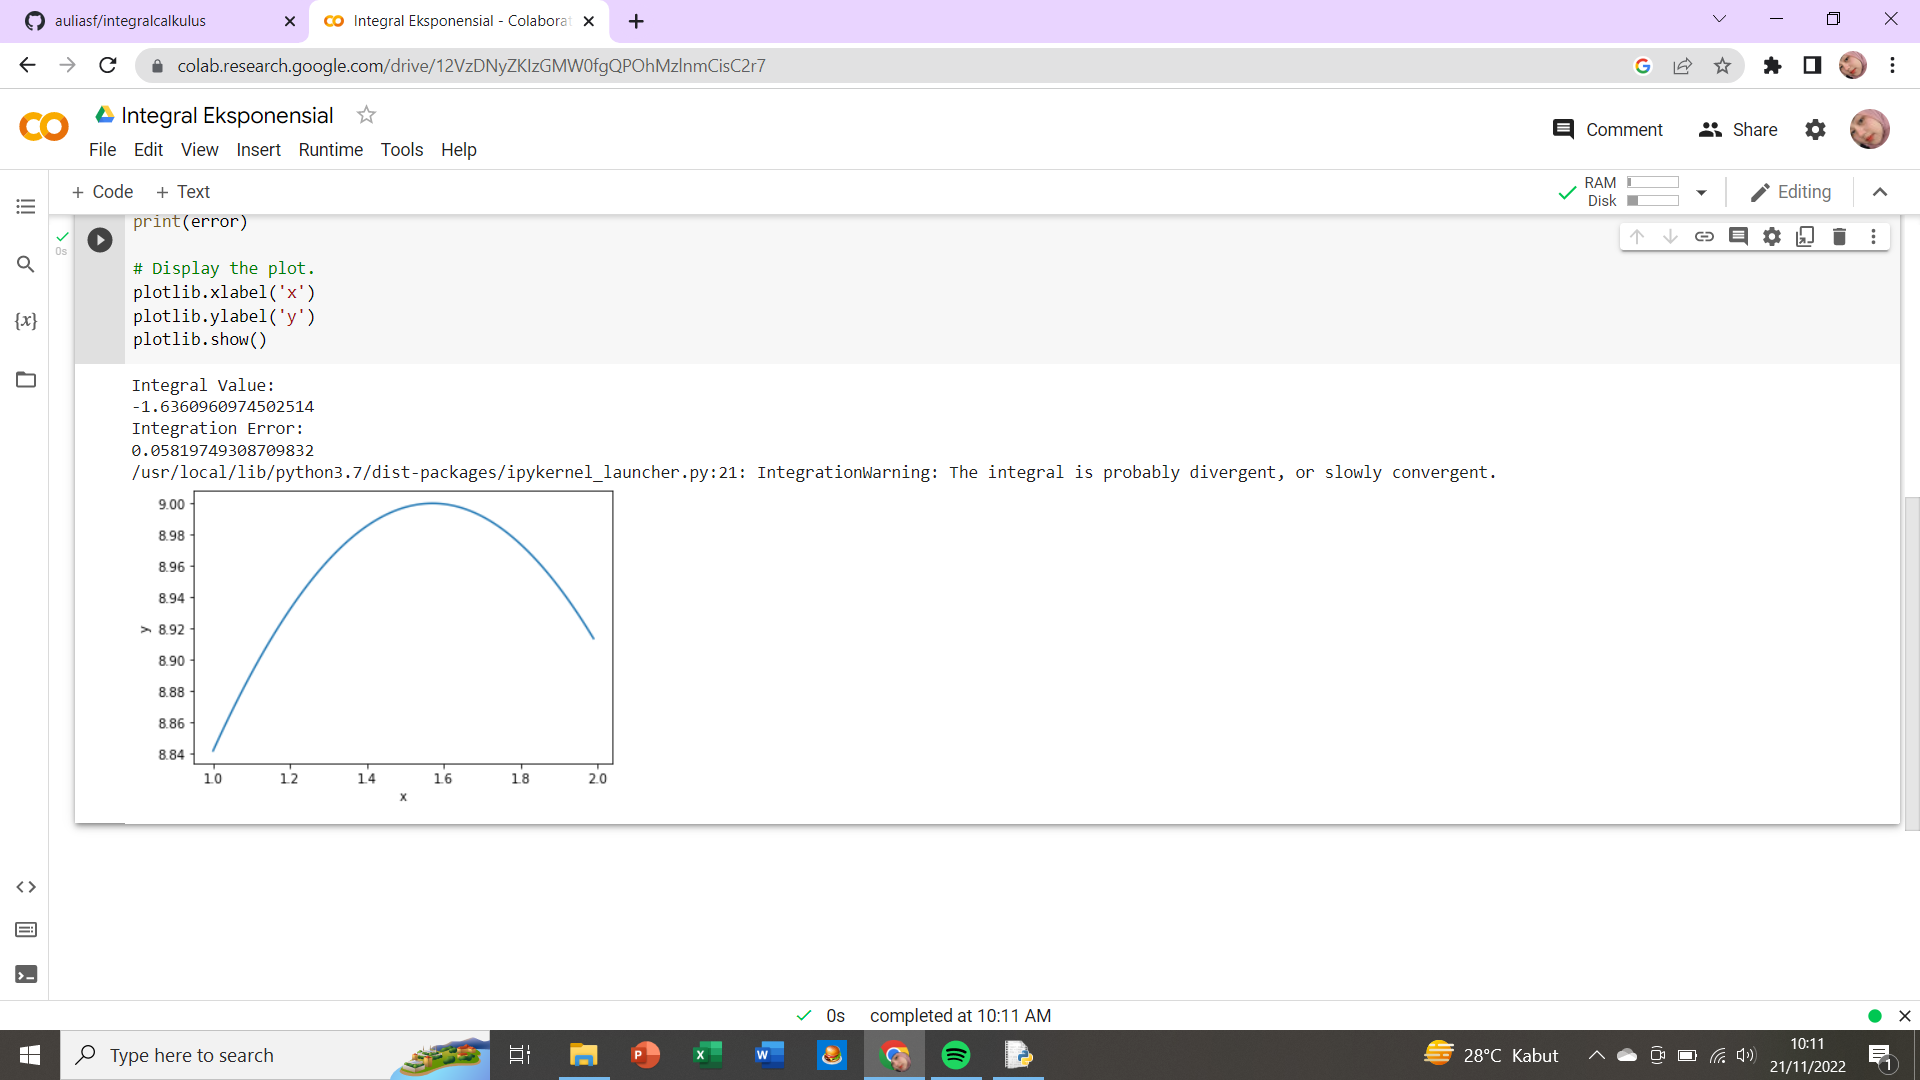 auliasf/integralcalkulus
Integral Eksponensial - Colaborat
colab.research.google.com/drive/12VzDNyZKIzGMW0fgQPOhMzlnmCisC2r7
Integral Eksponensial
Comment
Share
File Edit View Insert Runtime Tools Help
+ Code + Text
RAM
Disk
Editing
print(error)
0s
# Display the plot.
plotlib.xlabel('x')
plotlib.ylabel('y')
plotlib.show()
{x}
Integral Value:
-1.6360960974502514
Integration Error:
0.05819749308709832
/usr/local/lib/python3.7/dist-packages/ipykernel_launcher.py:21: IntegrationWarning: The integral is probably divergent, or slowly convergent.
9.00
8.98
8.96
8.94
y
8.92
8.90
8.88
8.86
8.84
1.0 1.2 1.4 1.6 1.8 2.0
x
0s completed at 10:11 AM
Type here to search
28°C Kabut
10:11
21/11/2022
1